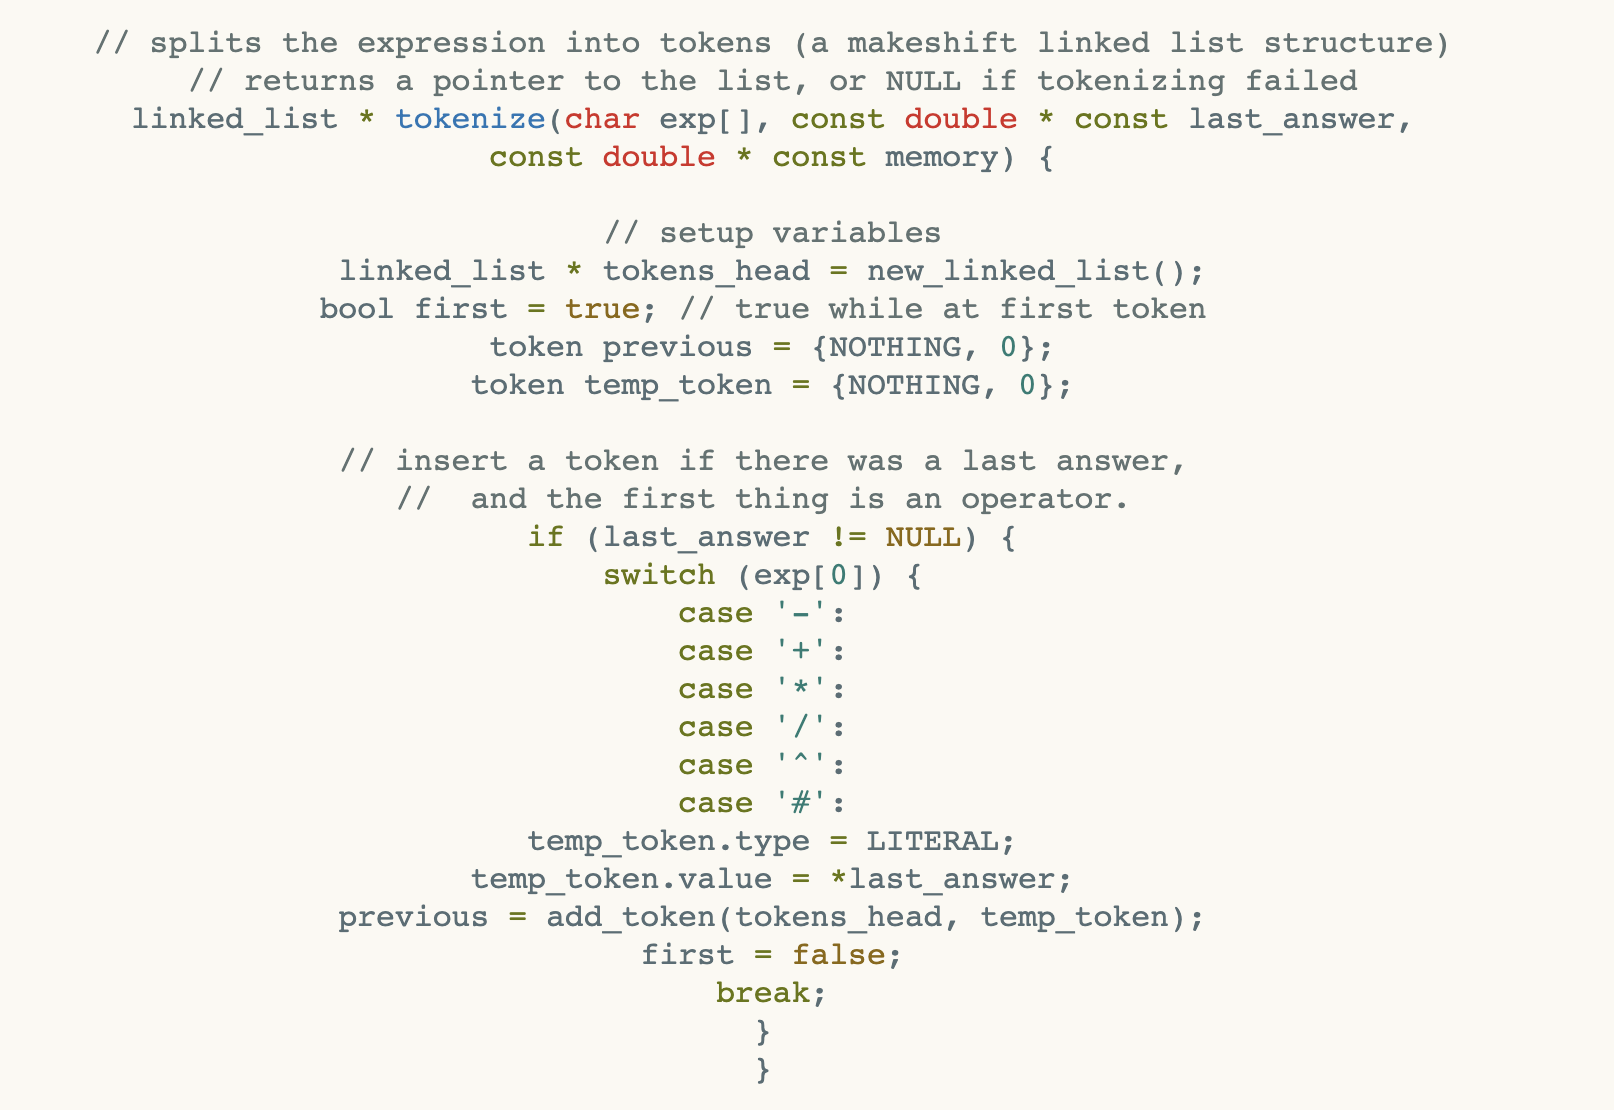 // splits the expression into tokens (a makeshift linked list structure)
// returns a pointer to the list, or NULL if tokenizing failed
linked_list * tokenize(char exp[], const double * const last_answer,
const double * const memory) {
// setup variables
linked_list * tokens_head = new_linked_list();
bool first = true; // true while at first token
token previous = {NOTHING, 0};
token temp_token = {NOTHING, 0};
// insert a token if there was a last answer,
//  and the first thing is an operator.
if (last_answer != NULL) {
switch (exp[0]) {
case '-':
case '+':
case '*':
case '/':
case '^':
case '#':
temp_token.type = LITERAL;
temp_token.value = *last_answer;
previous = add_token(tokens_head, temp_token);
first = false;
break;
}
}